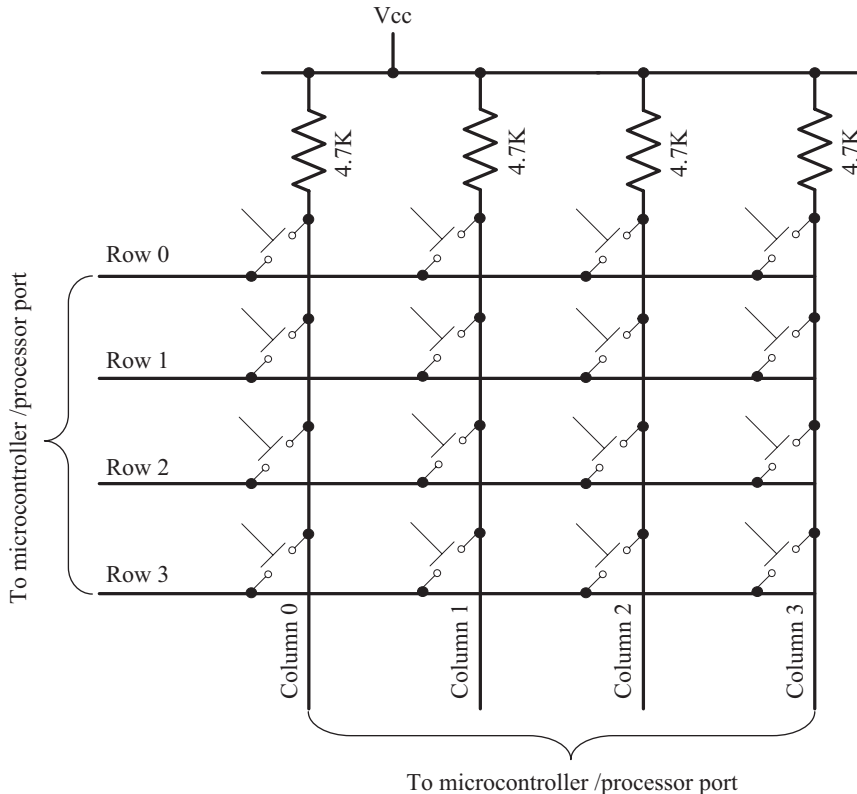 Vcc
4.7K
4.7K
4.7K
4.7K
Row 0
Row 1
Row 2
Row 3
To microcontroller /processor port
Column 0
Column 1
Column 2
Column 3
To microcontroller /processor port